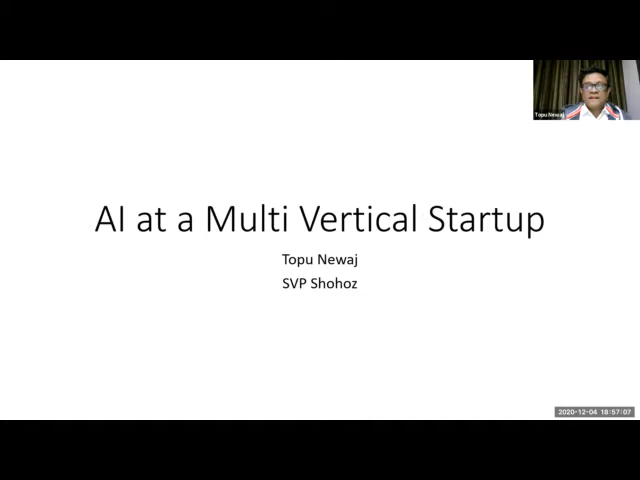 Topu Newaj
AI at a Multi Vertical Startup
Topu Newaj
SVP Shohoz
2020-12-04 18:57:07